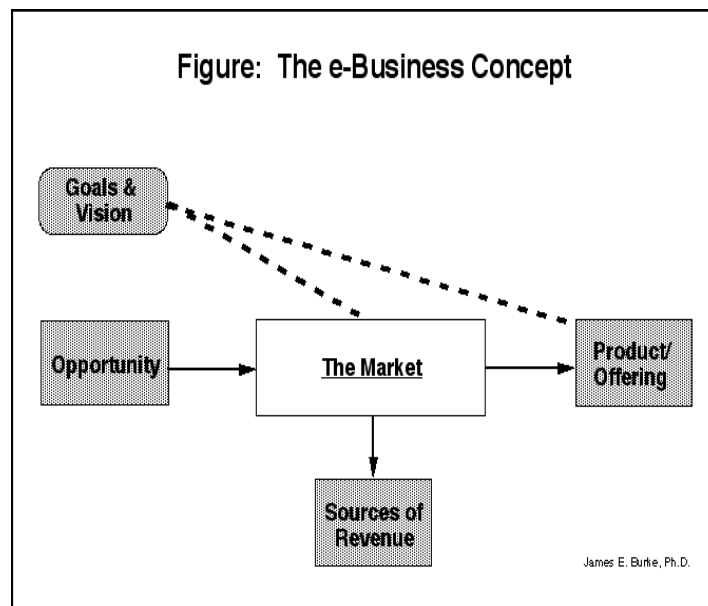 Figure:  The e-Business Concept
Goals &
Vision
Opportunity
The Market
Product/
Offering
Sources of
Revenue
James E. Burke, Ph.D.